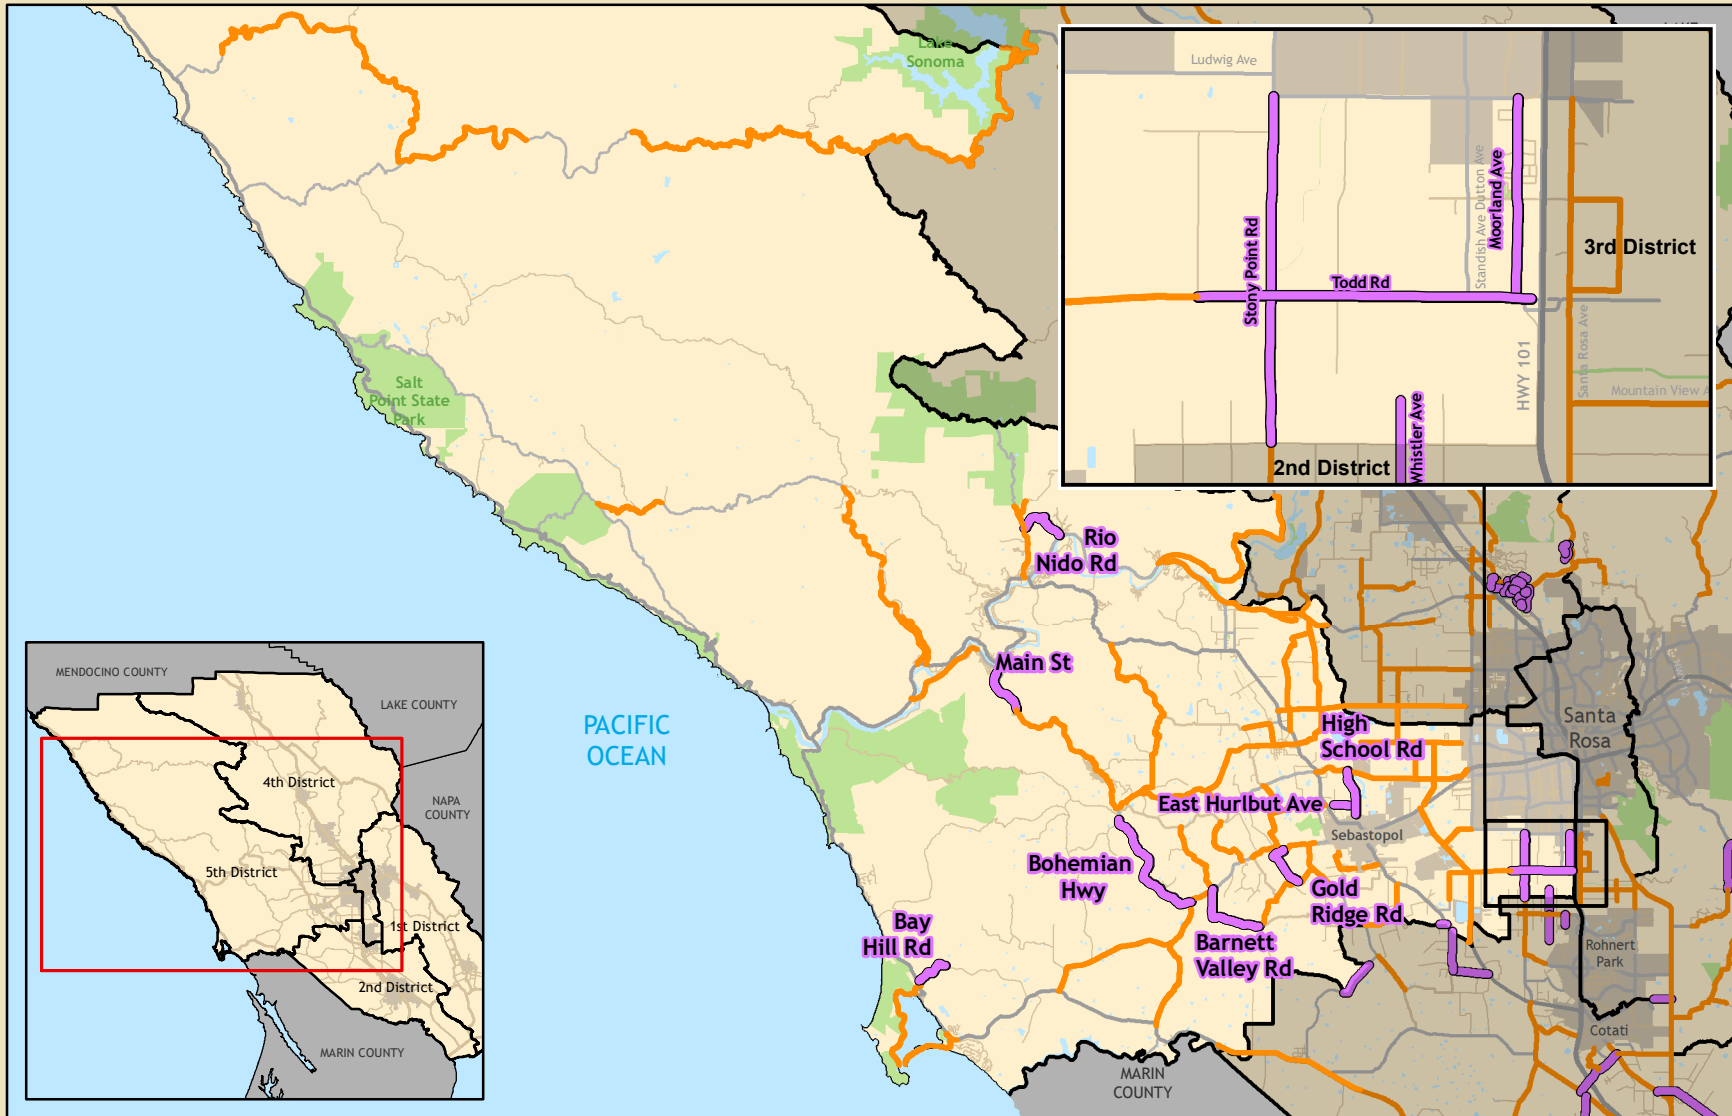 Lake
Sonoma
Salt
Point State
Park
PACIFIC
OCEAN
Rio
Nido Rd
Main St
High
School Rd
East Hurlbut Ave
Sebastopol
Santa
Rosa
Bohemian
Hwy
Gold
Ridge Rd
Barnett
Valley Rd
Bay
Hill Rd
Rohnert
Park
Cotati
MARIN
COUNTY
Ludwig Ave
Stony Point Rd
Todd Rd
Standish Ave
Dutton Ave
Moorland Ave
3rd District
HWY 101
Santa Rosa Ave
Mountain View A
Whistler Ave
2nd District
MENDOCINO COUNTY
LAKE COUNTY
4th District
NAPA
COUNTY
5th District
1st District
2nd District
MARIN COUNTY